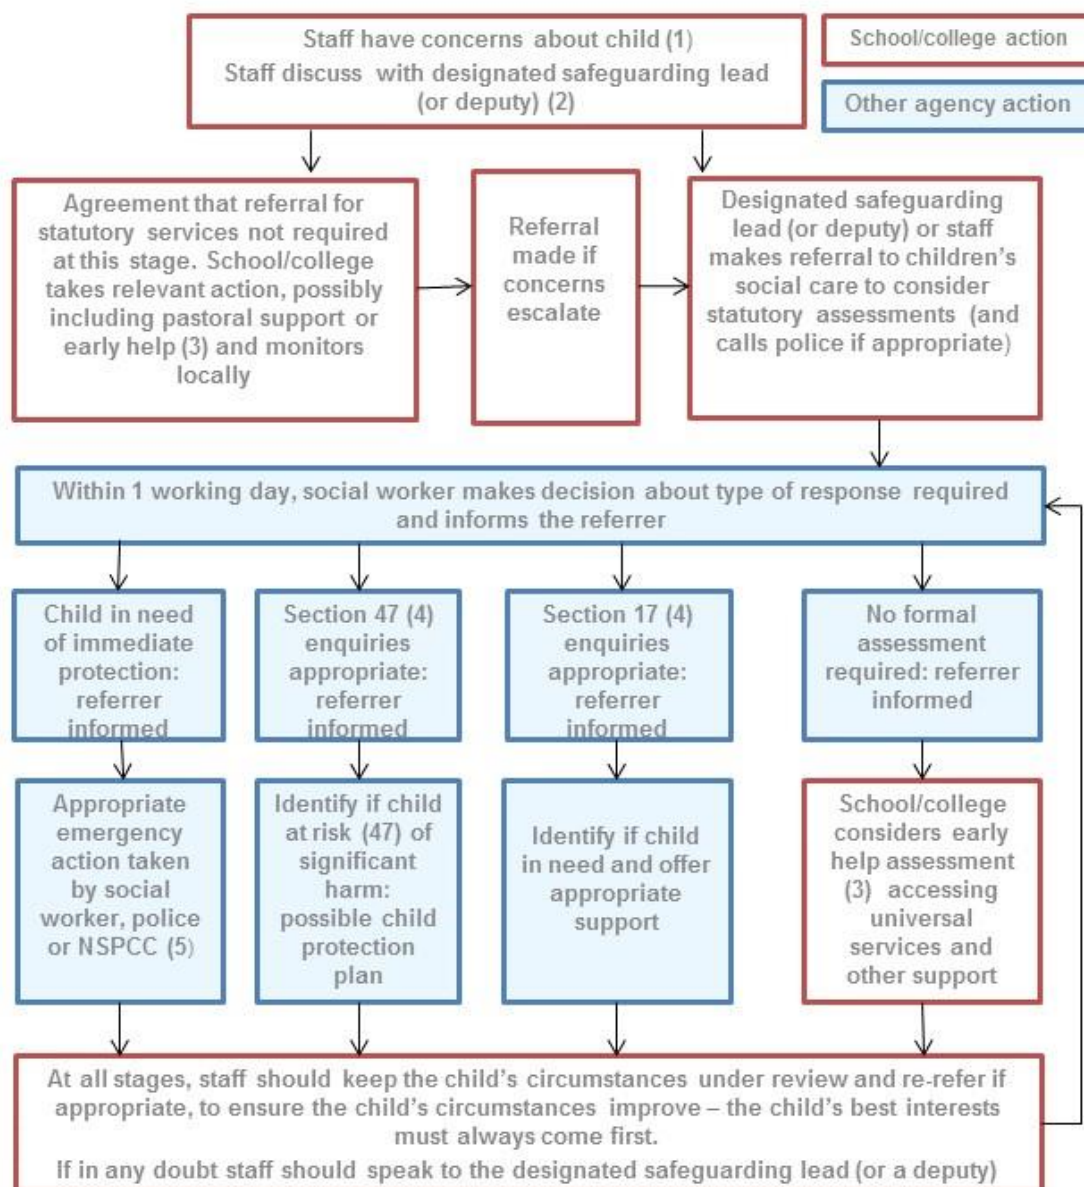 Staff have concerns about child (1)
Staff discuss with designated safeguarding lead
(or deputy) (2)
School/college action
Other agency action
Agreement that referral for
statutory services not required
at this stage. School/college
takes relevant action, possibly
including pastoral support or
early help (3) and monitors
locally
Referral
made if
concerns
escalate
Designated safeguarding
lead (or deputy) or staff
makes referral to children's
social care to consider
statutory assessments (and
calls police if appropriate)
Within 1 working day, social worker makes decision about type of response required
and informs the referrer
Child in need
of immediate
protection:
referrer
informed
Section 47 (4)
enquiries
appropriate:
referrer
informed
Section 17 (4)
enquiries
appropriate:
referrer
informed
No formal
assessment
required: referrer
informed
Appropriate
emergency
action taken
by social
worker, police
or NSPCC (5)
Identify if child
at risk (47) of
significant
harm:
possible child
protection
plan
Identify if child
in need and offer
appropriate
support
School/college
considers early
help assessment
(3) accessing
universal
services and
other support
At all stages, staff should keep the child's circumstances under review and re-refer if
appropriate, to ensure the child's circumstances improve – the child's best interests
must always come first.
If in any doubt staff should speak to the designated safeguarding lead (or a deputy)